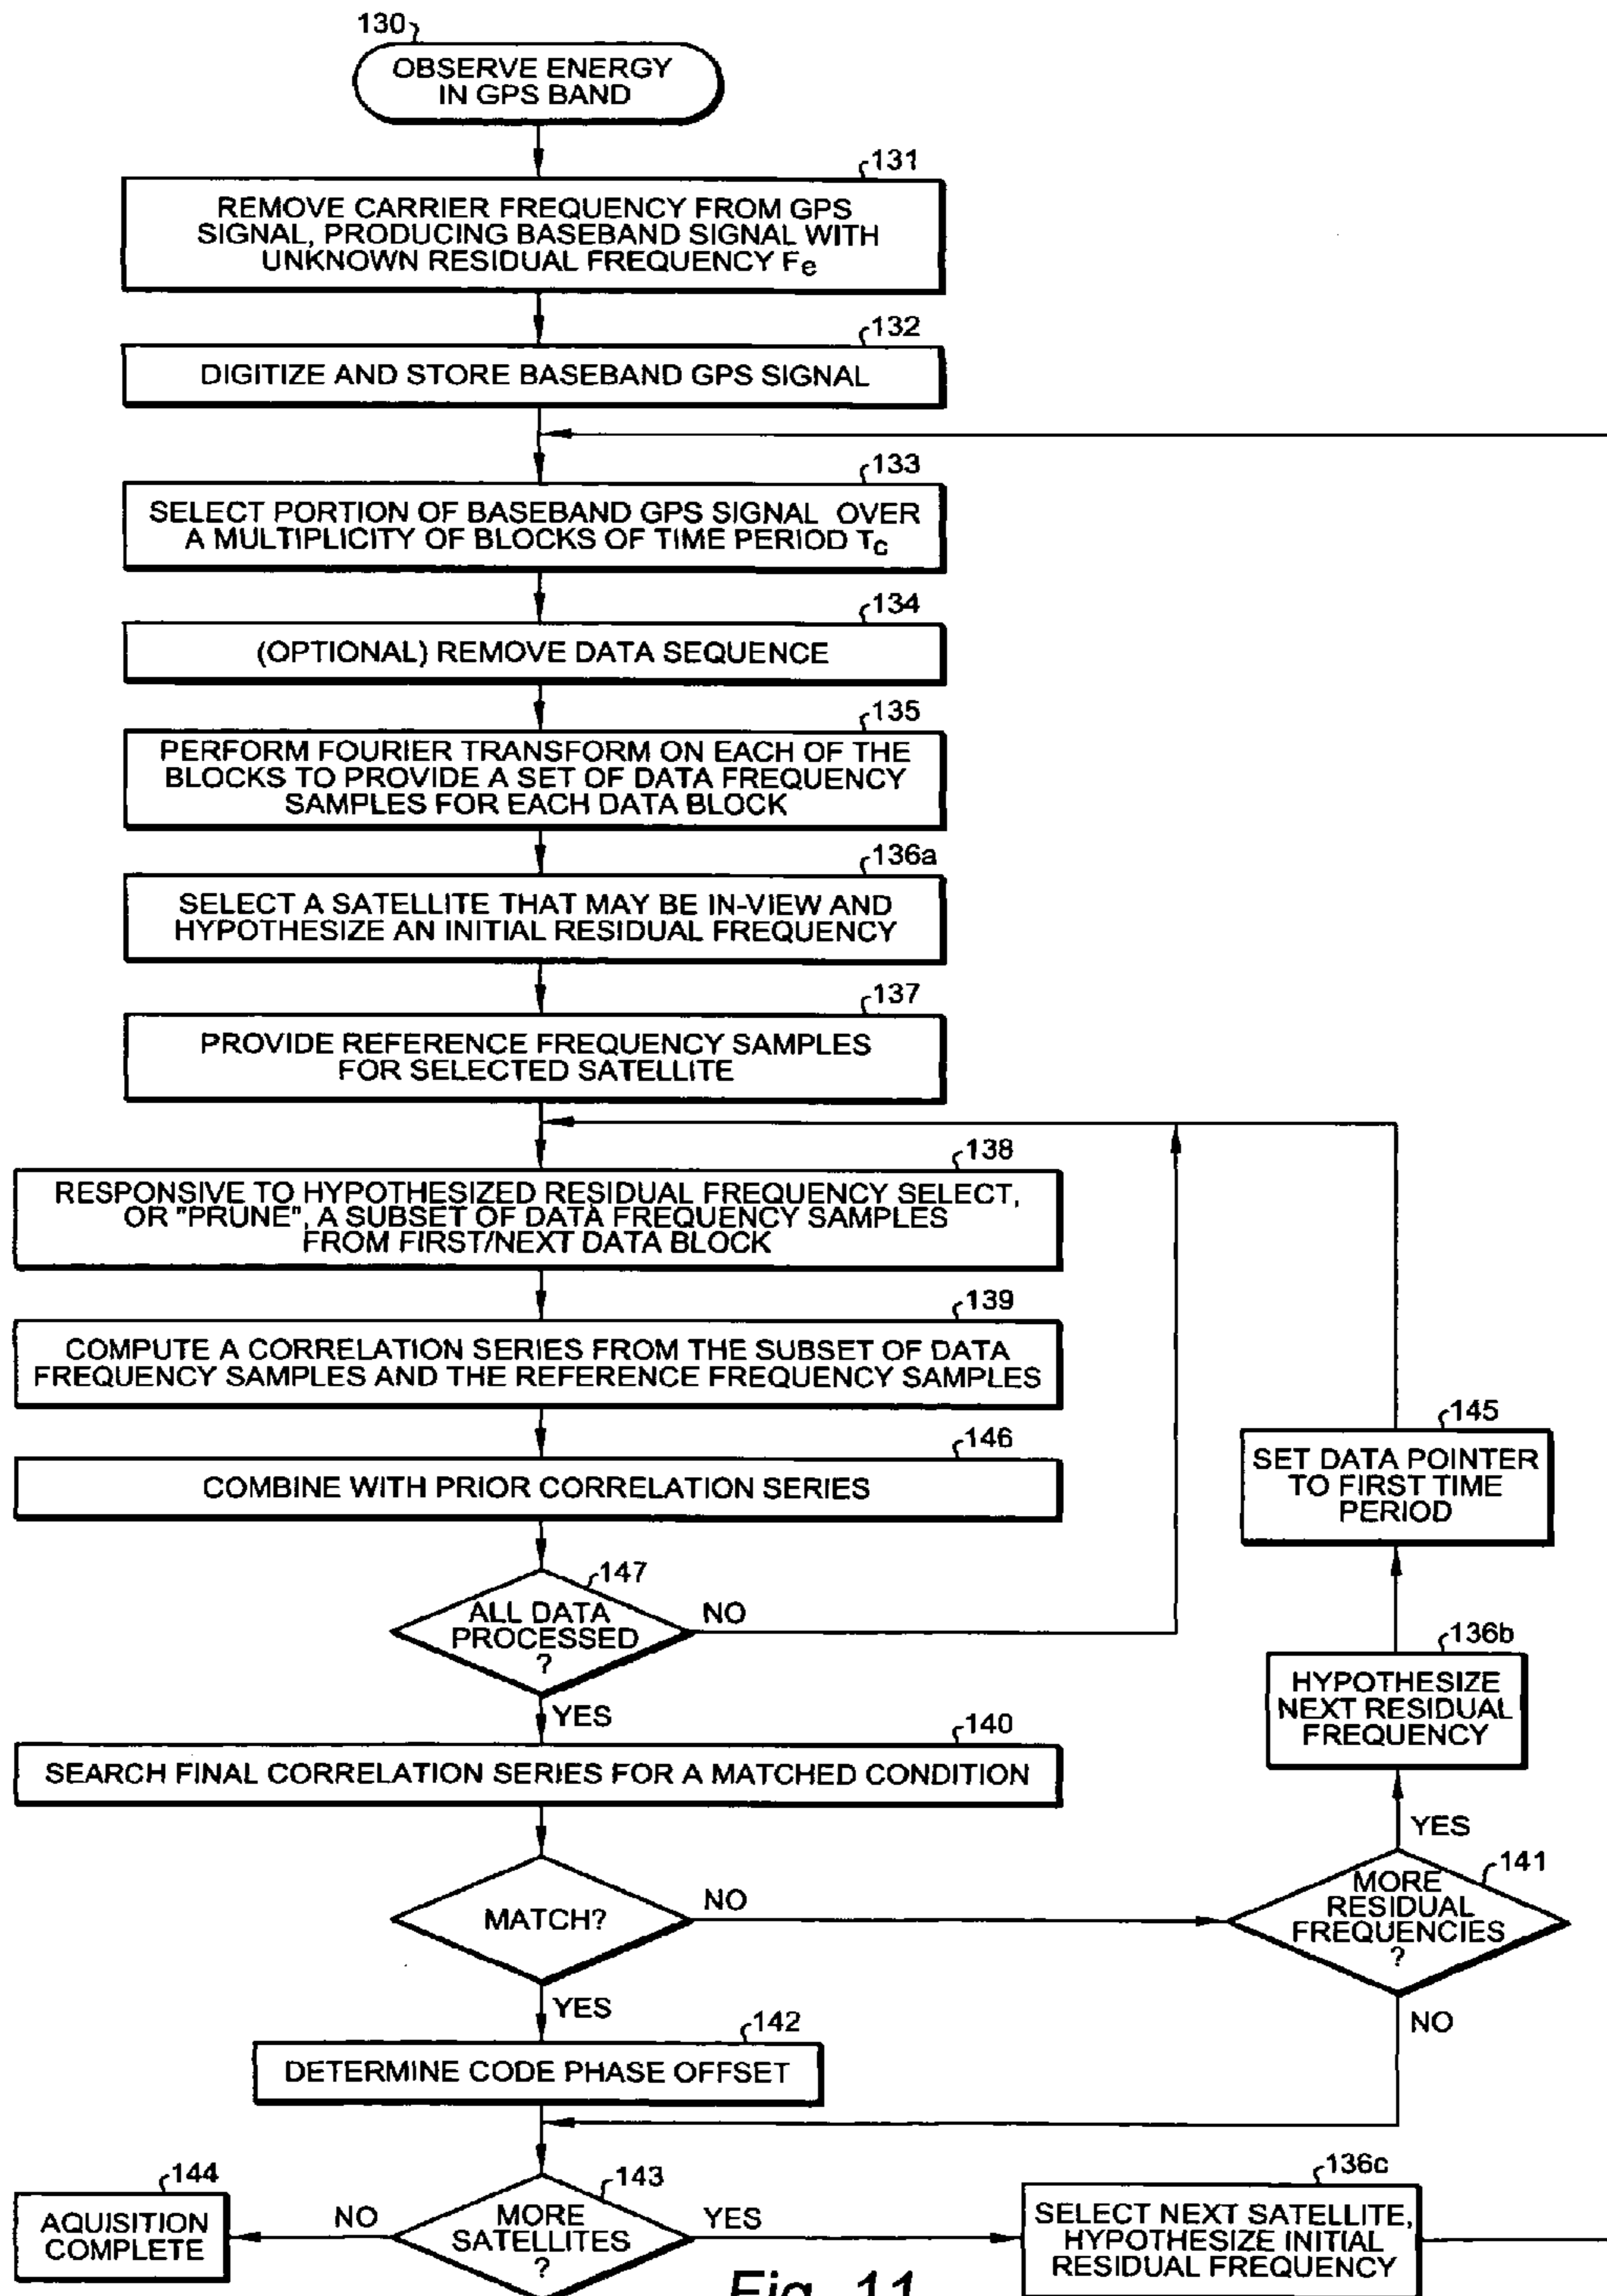 130
OBSERVE ENERGY
IN GPS BAND
131
REMOVE CARRIER FREQUENCY FROM GPS
SIGNAL, PRODUCING BASEBAND SIGNAL WITH
UNKNOWN RESIDUAL FREQUENCY Fe
132
DIGITIZE AND STORE BASEBAND GPS SIGNAL
133
SELECT PORTION OF BASEBAND GPS SIGNAL OVER
A MULTIPLICITY OF BLOCKS OF TIME PERIOD Tc
134
(OPTIONAL) REMOVE DATA SEQUENCE
135
PERFORM FOURIER TRANSFORM ON EACH OF THE
BLOCKS TO PROVIDE A SET OF DATA FREQUENCY
SAMPLES FOR EACH DATA BLOCK
136a
SELECT A SATELLITE THAT MAY BE IN-VIEW AND
HYPOTHESIZE AN INITIAL RESIDUAL FREQUENCY
137
PROVIDE REFERENCE FREQUENCY SAMPLES
FOR SELECTED SATELLITE
138
RESPONSIVE TO HYPOTHESIZED RESIDUAL FREQUENCY SELECT,
OR "PRUNE", A SUBSET OF DATA FREQUENCY SAMPLES
FROM FIRST/NEXT DATA BLOCK
139
COMPUTE A CORRELATION SERIES FROM THE SUBSET OF DATA
FREQUENCY SAMPLES AND THE REFERENCE FREQUENCY SAMPLES
146
COMBINE WITH PRIOR CORRELATION SERIES
145
SET DATA POINTER
TO FIRST TIME
PERIOD
147
ALL DATA
PROCESSED
?
NO
YES
136b
HYPOTHESIZE
NEXT RESIDUAL
FREQUENCY
140
SEARCH FINAL CORRELATION SERIES FOR A MATCHED CONDITION
YES
141
MORE
RESIDUAL
FREQUENCIES
?
MATCH?
NO
YES
NO
142
DETERMINE CODE PHASE OFFSET
144
AQUISITION
COMPLETE
NO
143
MORE
SATELLITES
?
YES
136c
SELECT NEXT SATELLITE,
HYPOTHESIZE INITIAL
RESIDUAL FREQUENCY
Fig. 11